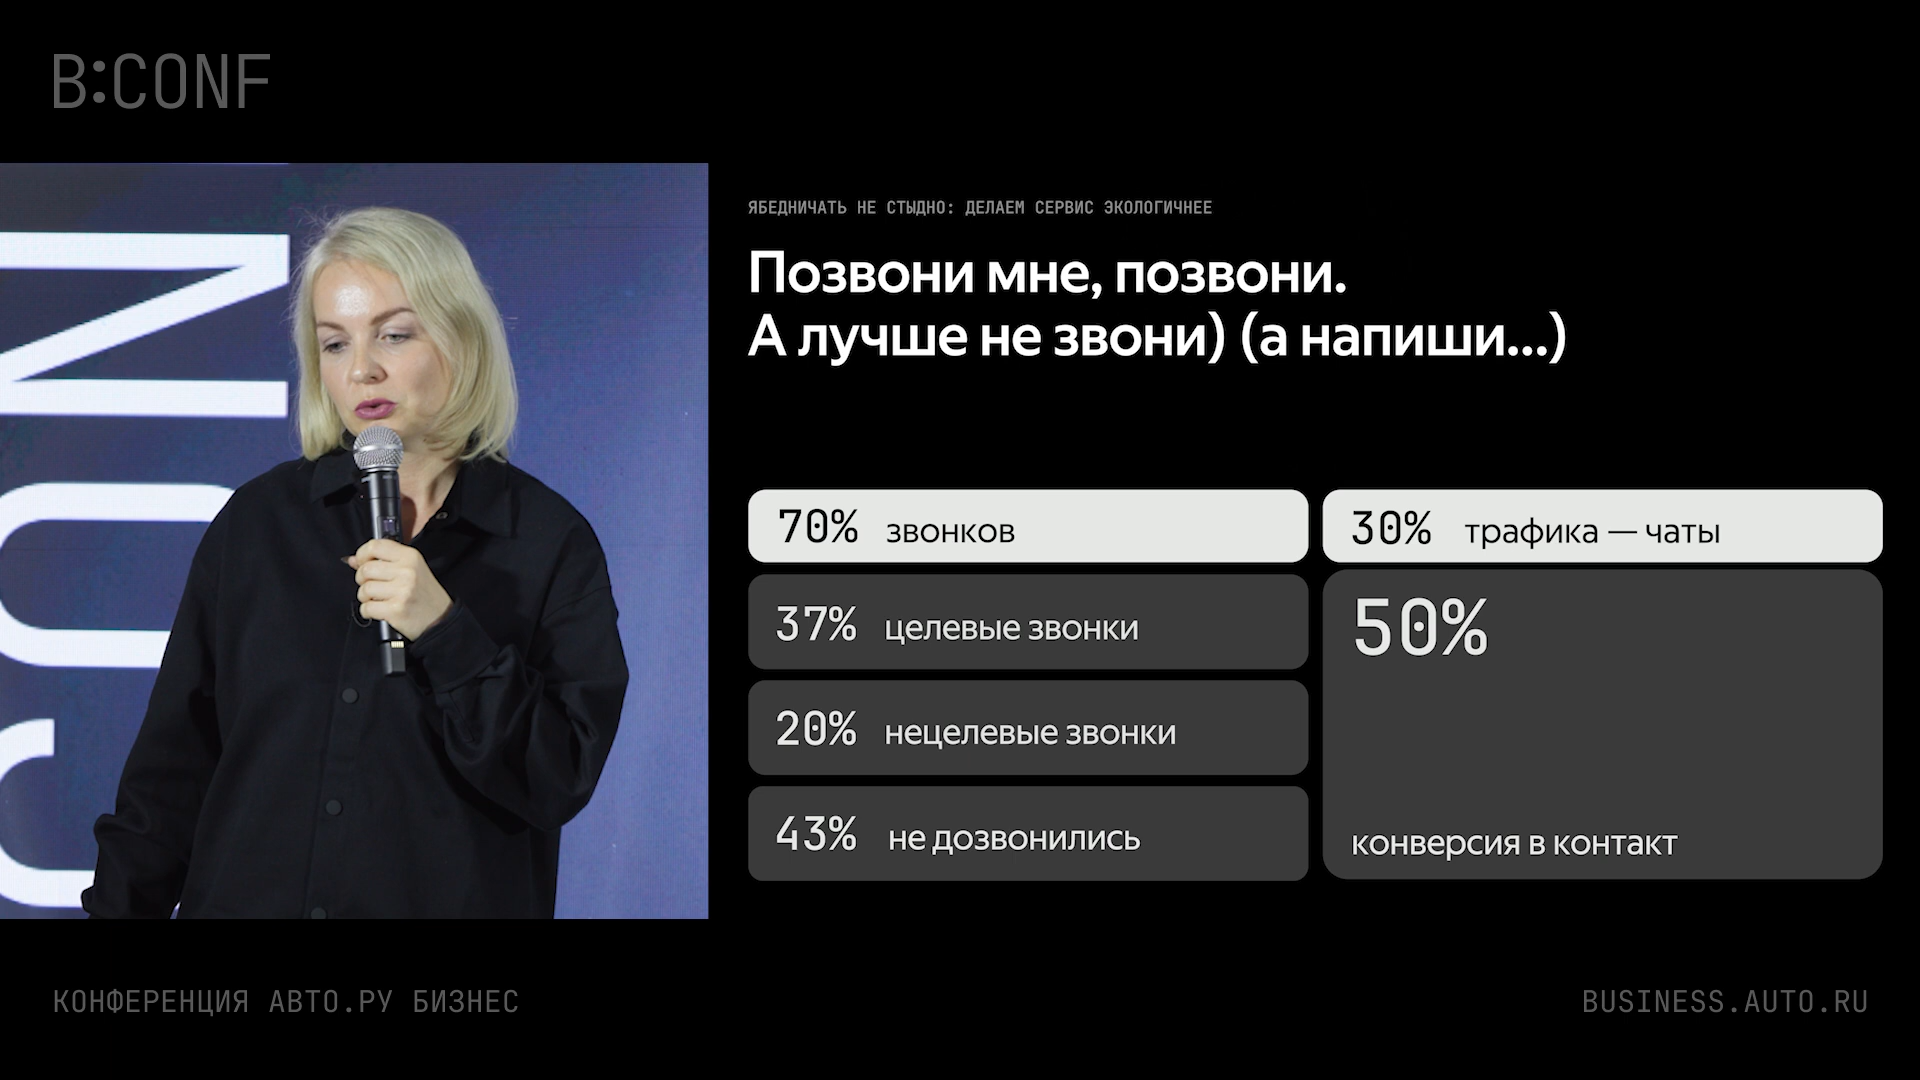 B:CONF
CON
ЯБЕДНИЧАТЬ НЕ СТЫДНО: ДЕЛАЕМ СЕРВИС ЭКОЛОГИЧНЕЕ
Позвони мне, позвони.
А лучше не звони) (а напиши...)
70% звонков
30% трафика — чаты
37% целевые звонки
20% нецелевые звонки
43% не дозвонились
50%
конверсия в контакт
КОНФЕРЕНЦИЯ АВТО.РУ БИЗНЕС
BUSINESS.AUTO.RU